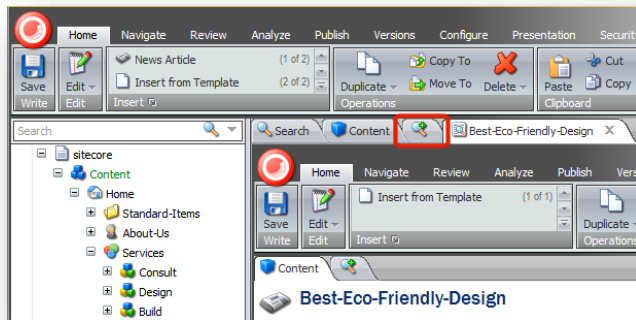 Home Navigate Review Analyze Publish Versions Configure Presentation Securit
News Article (1 of 2) Copy To Cut
Insert from Template (2 of 2) Move To Copy
Save Edit Duplicate Delete Paste
Write Edit Insert Operations Clipboard
Search Search Content Best-Eco-Friendly-Design X
sitecore
Content
Home Home Navigate Review Analyze Publish Vers
Standard-Items Insert from Template (1 of 1)
About-Us Save Edit Duplicate
Services Write Edit Insert Operations
Consult Content
Design Best-Eco-Friendly-Design
Build